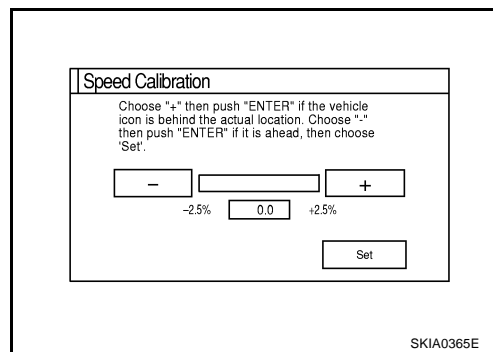 Speed Calibration
Choose "+" then push "ENTER" if the vehicle
icon is behind the actual location. Choose "-"
then push "ENTER" if it is ahead, then choose
'Set'.
− +
−2.5% 0.0 +2.5%
Set
SKIA0365E